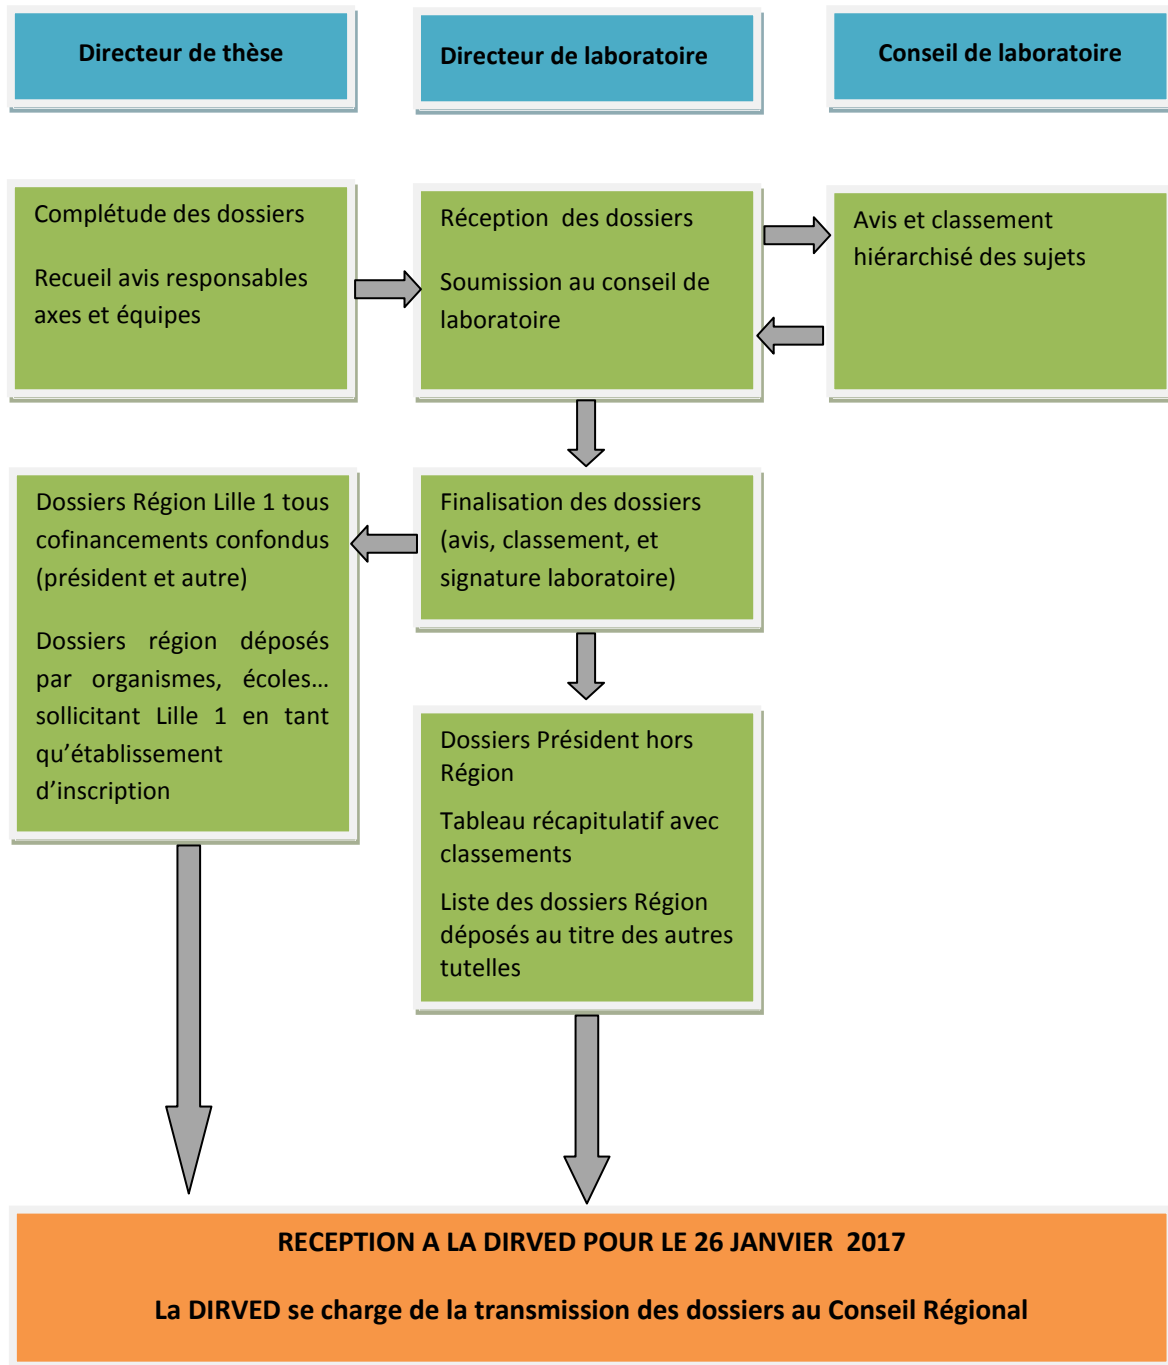 Directeur de thèse
Directeur de laboratoire
Conseil de laboratoire
Complétude des dossiers
Recueil avis responsables
axes et équipes
Réception des dossiers
Soumission au conseil de
laboratoire
Avis et classement
hiérarchisé des sujets
Dossiers Région Lille 1 tous
cofinancements confondus
(président et autre)
Dossiers région déposés
par organismes, écoles…
sollicitant Lille 1 en tant
qu’établissement
d’inscription
Finalisation des dossiers
(avis, classement, et
signature laboratoire)
Dossiers Président hors
Région
Tableau récapitulatif avec
classements
Liste des dossiers Région
déposés au titre des autres
tutelles
RECEPTION A LA DIRVED POUR LE 26 JANVIER 2017
La DIRVED se charge de la transmission des dossiers au Conseil Régional